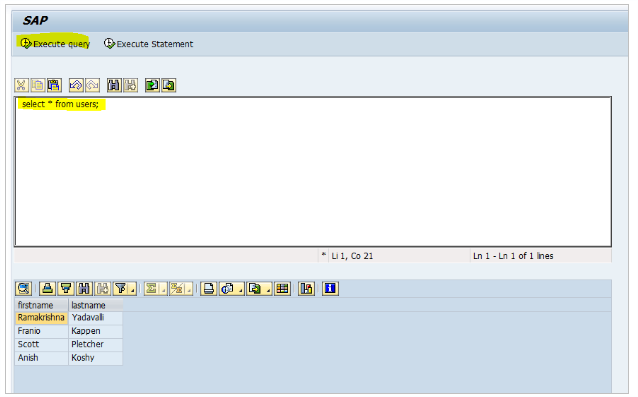 SAP
Execute query Execute Statement
select * from users;
* Li 1, Co 21 Ln 1 - Ln 1 of 1 lines
firstname lastname
Ramakrishna Yadavalli
Franio Kappen
Scott Pletcher
Anish Koshy